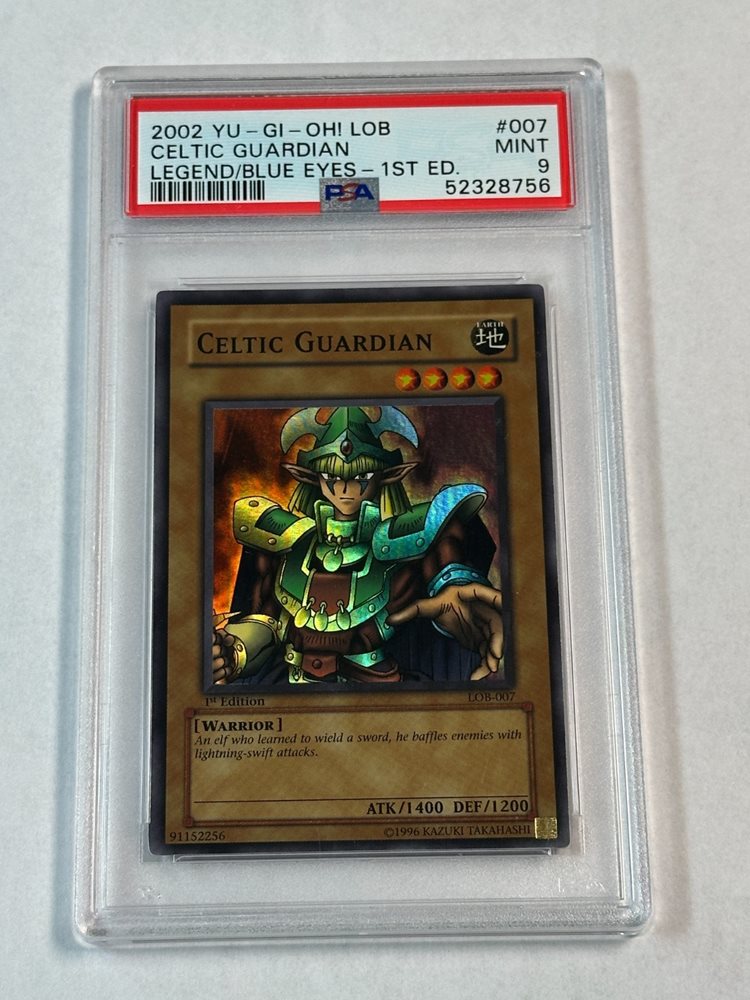 2002 YU-GI-OH! LOB #007
CELTIC GUARDIAN MINT
LEGEND/BLUE EYES-1ST ED. 9
PSA 52328756
CELTIC GUARDIAN
EARTH
地
1st Edition LOB-007
[WARRIOR]
An elf who learned to wield a sword, he baffles enemies with
lightning-swift attacks.
ATK/1400 DEF/1200
91152256 ©1996 KAZUKI TAKAHASHI